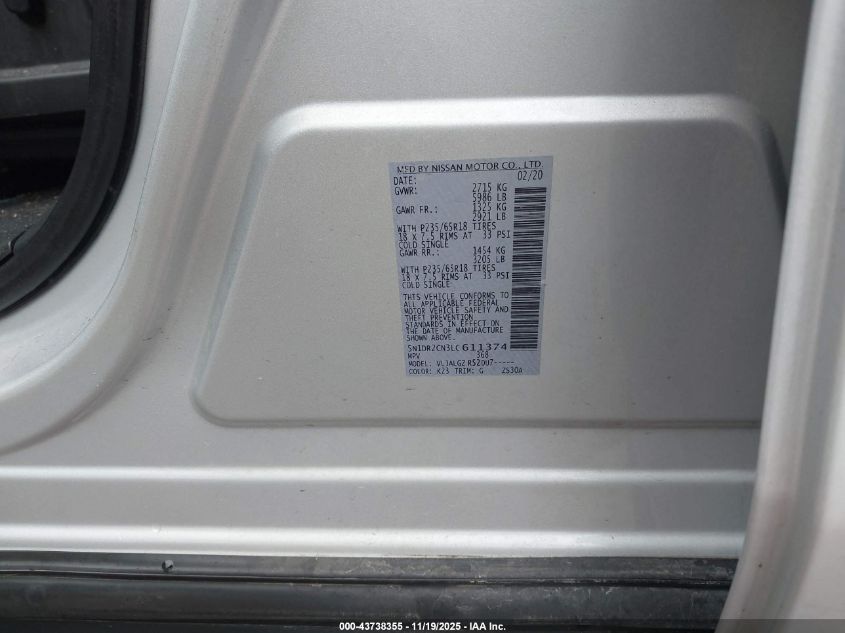 MFD BY NISSAN MOTOR CO., LTD.
DATE: 02/20
GVWR: 2715 KG
5986 LB
GAWR FR.: 1325 KG
2921 LB
WITH P235/65R18 TIRES
18 X 7.5 RIMS AT 33 PSI
COLD SINGLE
GAWR RR.: 1454 KG
3205 LB
WITH P235/65R18 TIRES
18 X 7.5 RIMS AT 33 PSI
COLD SINGLE
THIS VEHICLE CONFORMS TO
ALL APPLICABLE FEDERAL
MOTOR VEHICLE SAFETY AND
THEFT PREVENTION
STANDARDS IN EFFECT ON
THE DATE OF MANUFACTURE
SHOWN ABOVE.
5N1DR2CN3LC611374
MPV 368
MODEL:
COLOR: K23 TRIM: G 2S30A
000-43738355 - 11/19/2025 - IAA Inc.